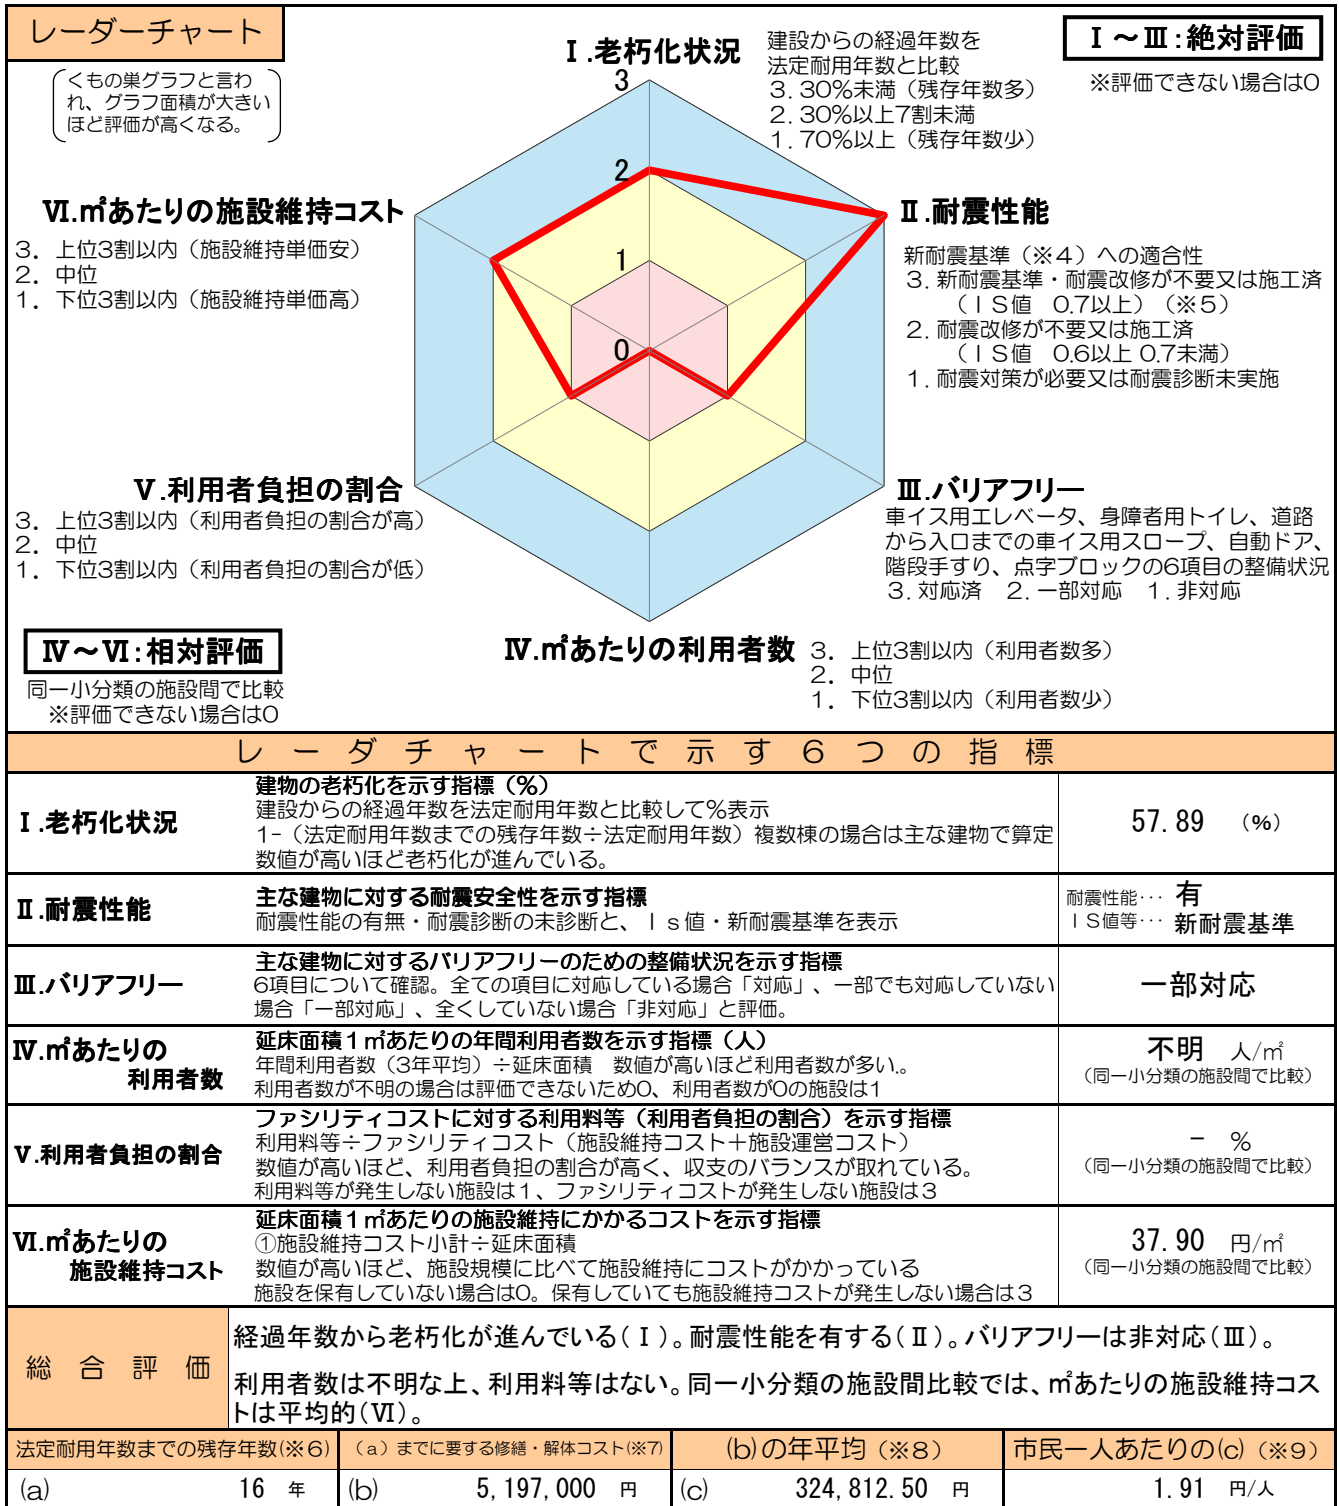 レーダーチャート
くもの巣グラフと言わ
れ、グラフ面積が大きい
ほど評価が高くなる。
Ⅰ～Ⅲ:絶対評価
※評価できない場合は0
Ⅰ.老朽化状況
建設からの経過年数を
法定耐用年数と比較
3. 30%未満（残存年数多）
2. 30%以上7割未満
1. 70%以上（残存年数少）
3
2
1
0
Ⅵ.㎡あたりの施設維持コスト
3. 上位3割以内（施設維持単価安）
2. 中位
1. 下位3割以内（施設維持単価高）
Ⅱ.耐震性能
新耐震基準（※4）への適合性
3. 新耐震基準・耐震改修が不要又は施工済
（ＩＳ値 0.7以上）（※5）
2. 耐震改修が不要又は施工済
（ＩＳ値 0.6以上 0.7未満）
1. 耐震対策が必要又は耐震診断未実施
Ⅴ.利用者負担の割合
3. 上位3割以内（利用者負担の割合が高）
2. 中位
1. 下位3割以内（利用者負担の割合が低）
Ⅲ.バリアフリー
車イス用エレベータ、身障者用トイレ、道路
から入口までの車イス用スロープ、自動ドア、
階段手すり、点字ブロックの6項目の整備状況
3. 対応済 2. 一部対応 1. 非対応
Ⅳ～Ⅵ:相対評価
同一小分類の施設間で比較
※評価できない場合は0
Ⅳ.㎡あたりの利用者数
3. 上位3割以内（利用者数多）
2. 中位
1. 下位3割以内（利用者数少）
レーダチャートで示す6つの指標
Ⅰ.老朽化状況
建物の老朽化を示す指標（%）
建設からの経過年数を法定耐用年数と比較して%表示
1-（法定耐用年数までの残存年数÷法定耐用年数）複数棟の場合は主な建物で算定
数値が高いほど老朽化が進んでいる。
57.89 （%）
Ⅱ.耐震性能
主な建物に対する耐震安全性を示す指標
耐震性能の有無・耐震診断の未診断と、Ｉｓ値・新耐震基準を表示
耐震性能･･･ 有
ＩＳ値等･･･ 新耐震基準
Ⅲ.バリアフリー
主な建物に対するバリアフリーのための整備状況を示す指標
6項目について確認。全ての項目に対応している場合「対応」、一部でも対応していない
場合「一部対応」、全くしていない場合「非対応」と評価。
一部対応
Ⅳ.㎡あたりの
利用者数
延床面積１㎡あたりの年間利用者数を示す指標（人）
年間利用者数（3年平均）÷延床面積 数値が高いほど利用者数が多い。
利用者数が不明の場合は評価できないため0、利用者数が0の施設は1
不明 人/㎡
（同一小分類の施設間で比較）
Ⅴ.利用者負担の割合
ファシリティコストに対する利用料等（利用者負担の割合）を示す指標
利用料等÷ファシリティコスト（施設維持コスト＋施設運営コスト）
数値が高いほど、利用者負担の割合が高く、収支のバランスが取れている。
利用料等が発生しない施設は１、ファシリティコストが発生しない施設は３
－ %
（同一小分類の施設間で比較）
Ⅵ.㎡あたりの
施設維持コスト
延床面積１㎡あたりの施設維持にかかるコストを示す指標
①施設維持コスト小計÷延床面積
数値が高いほど、施設規模に比べて施設維持にコストがかかっている
施設を保有していない場合は0。保有していても施設維持コストが発生しない場合は３
37.90 円/㎡
（同一小分類の施設間で比較）
総合評価
経過年数から老朽化が進んでいる(Ⅰ)。耐震性能を有する(Ⅱ)。バリアフリーは非対応(Ⅲ)。
利用者数は不明な上、利用料等はない。同一小分類の施設間比較では、㎡あたりの施設維持コス
トは平均的(Ⅵ)。
法定耐用年数までの残存年数(※6)
（a）までに要する修繕・解体コスト(※7)
(b)の年平均（※8）
市民一人あたりの(c)（※9）
(a) 16 年
(b) 5,197,000 円
(c) 324,812.50 円
1.91 円/人